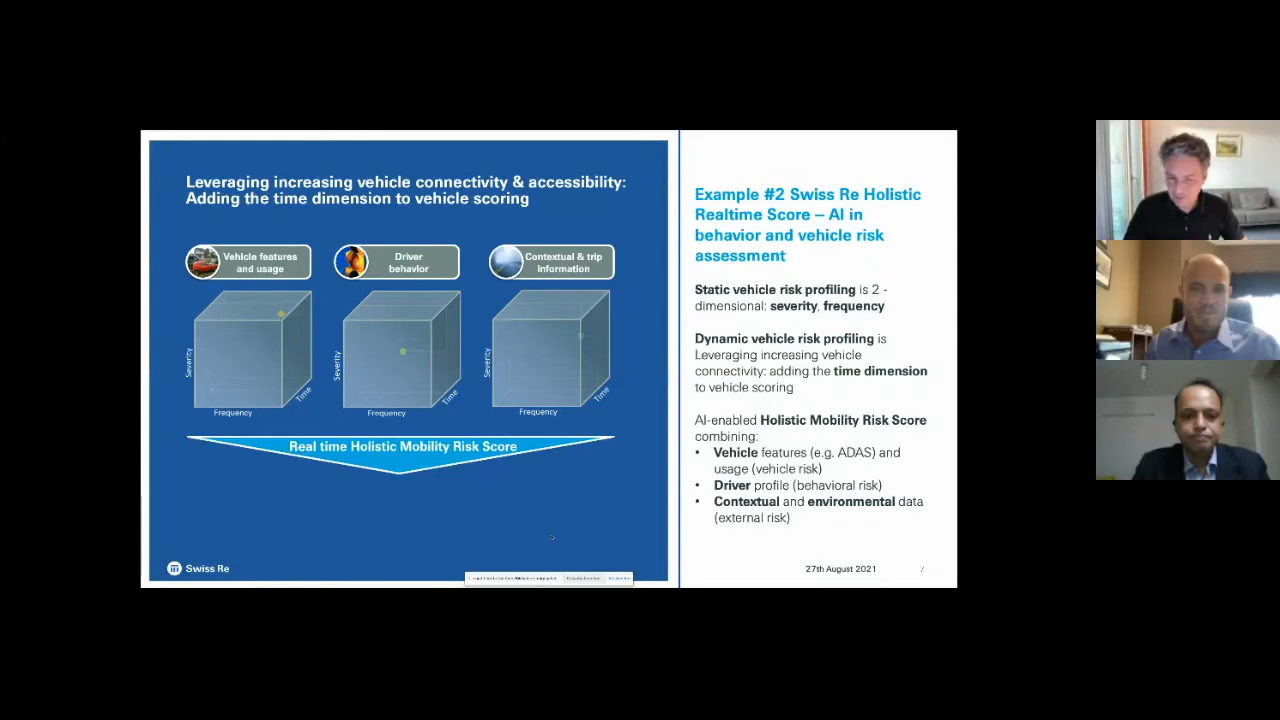 Leveraging increasing vehicle connectivity & accessibility:
Adding the time dimension to vehicle scoring
Vehicle features
and usage
Driver
behavior
Contextual & trip
information
Severity
Frequency
Time
Severity
Frequency
Time
Severity
Frequency
Time
Real time Holistic Mobility Risk Score
Swiss Re
Example #2 Swiss Re Holistic
Realtime Score – AI in
behavior and vehicle risk
assessment
Static vehicle risk profiling is 2 -
dimensional: severity, frequency
Dynamic vehicle risk profiling is
Leveraging increasing vehicle
connectivity: adding the time dimension
to vehicle scoring
AI-enabled Holistic Mobility Risk Score
combining:
• Vehicle features (e.g. ADAS) and
usage (vehicle risk)
• Driver profile (behavioral risk)
• Contextual and environmental data
(external risk)
27th August 2021
7